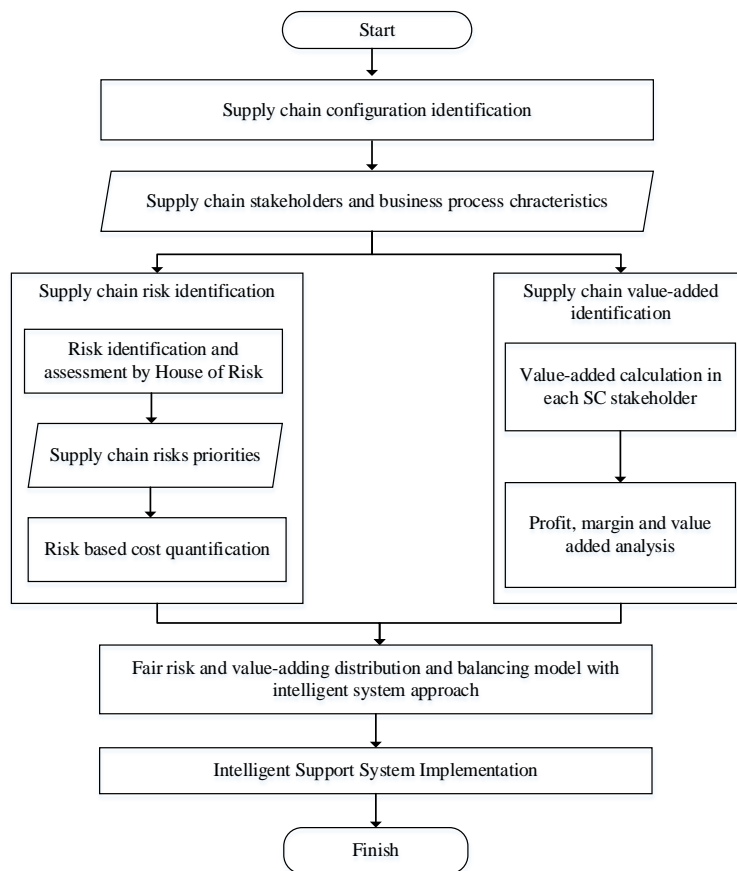 Start
Supply chain configuration identification
Supply chain stakeholders and business process chracteristics
Supply chain risk identification
Risk identification and
assessment by House of Risk
Supply chain risks priorities
Risk based cost quantification
Supply chain value-added
identification
Value-added calculation in
each SC stakeholder
Profit, margin and value
added analysis
Fair risk and value-adding distribution and balancing model with
intelligent system approach
Intelligent Support System Implementation
Finish